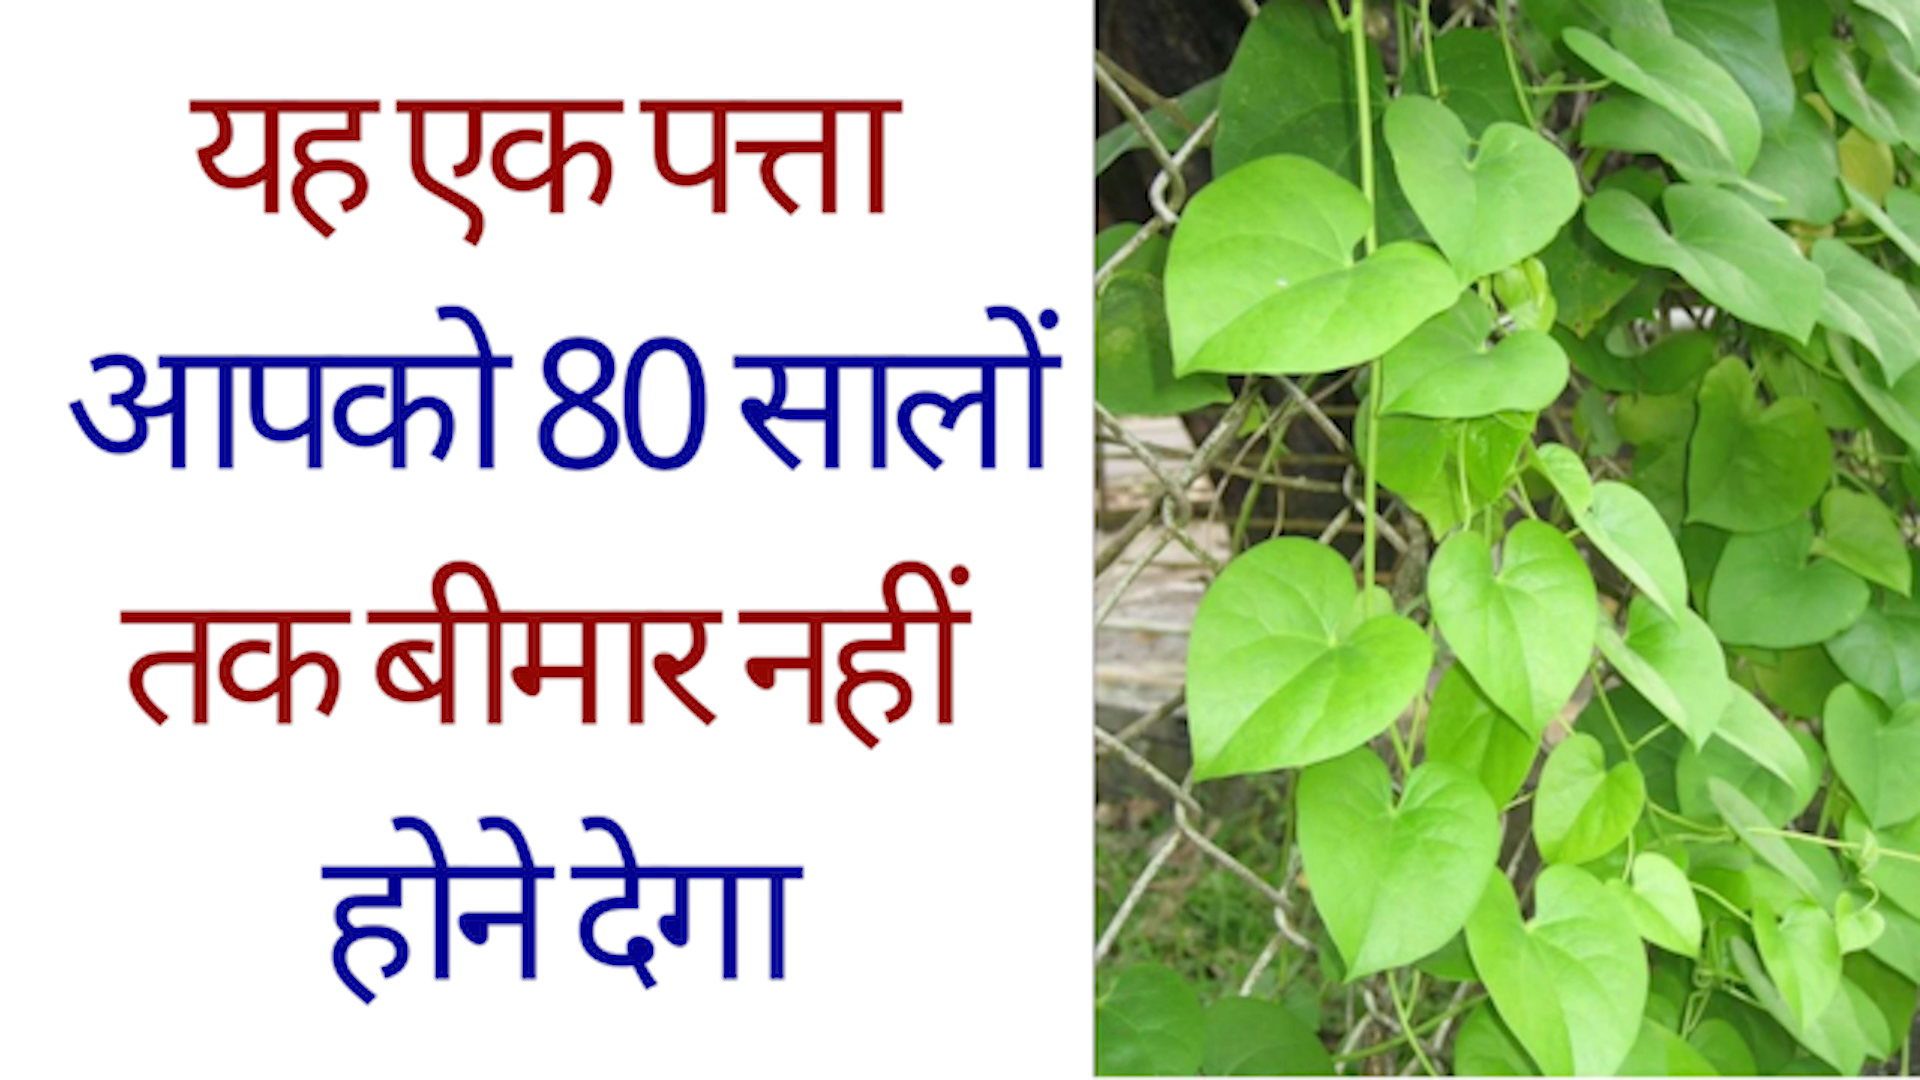 यह एक पत्ता
आपको 80 सालों
तक बीमार नहीं
होने देगा